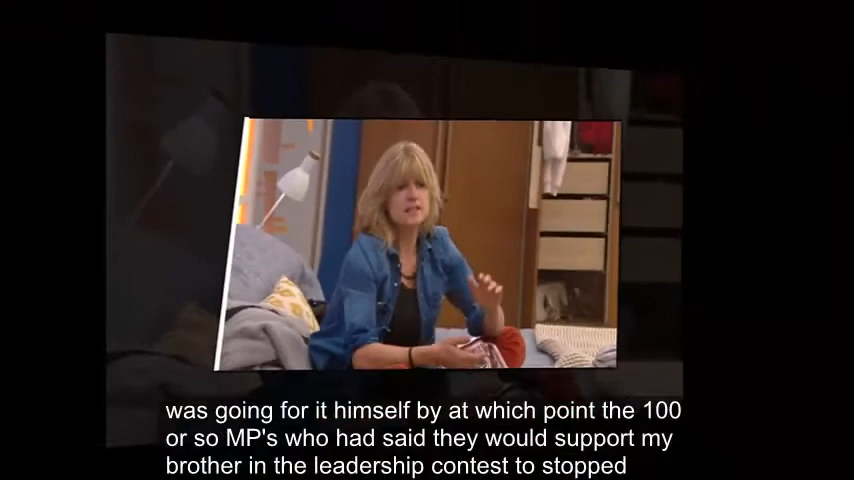 was going for it himself by at which point the 100
or so MP's who had said they would support my
brother in the leadership contest to stopped